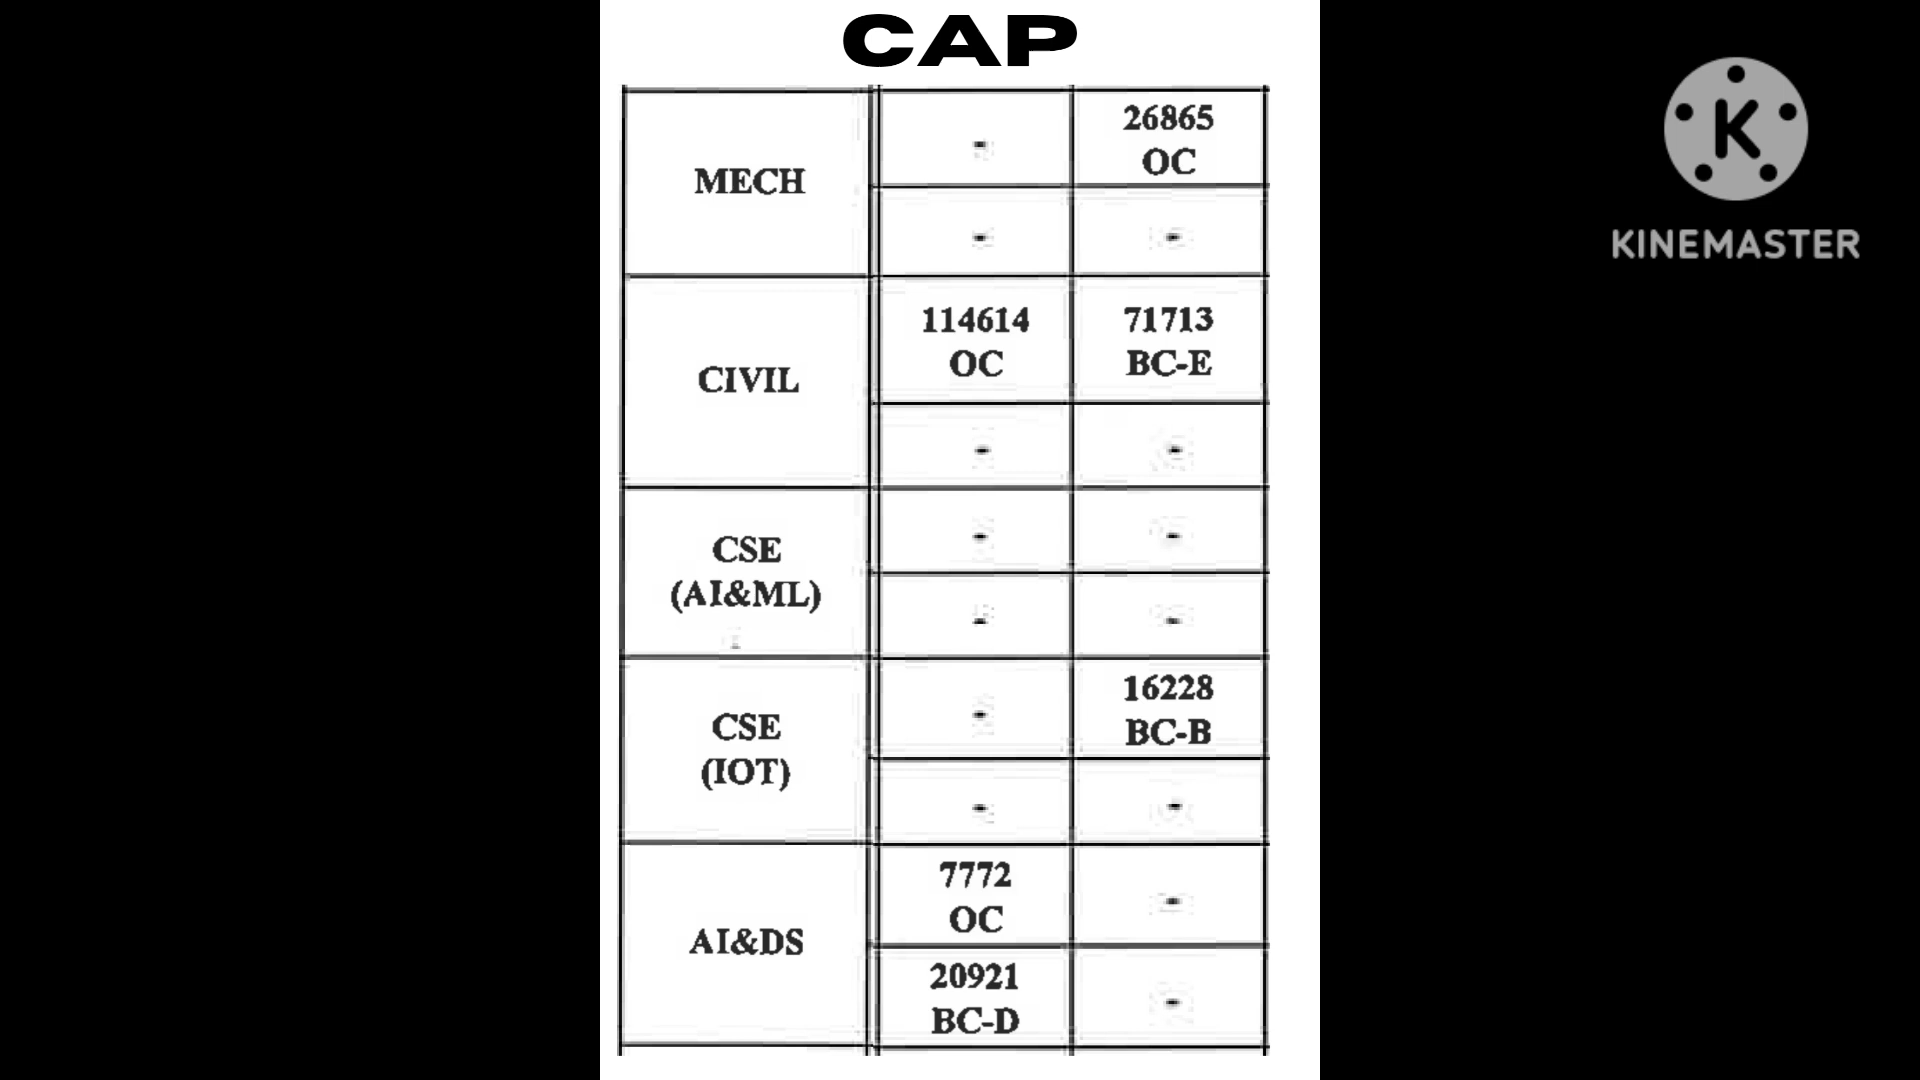 CAP
MECH
-
26865
OC
-
-
CIVIL
114614
OC
71713
BC-E
-
-
CSE
(AI&ML)
-
-
-
-
CSE
(IOT)
-
16228
BC-B
-
-
AI&DS
7772
OC
-
20921
BC-D
-
K
KINEMASTER